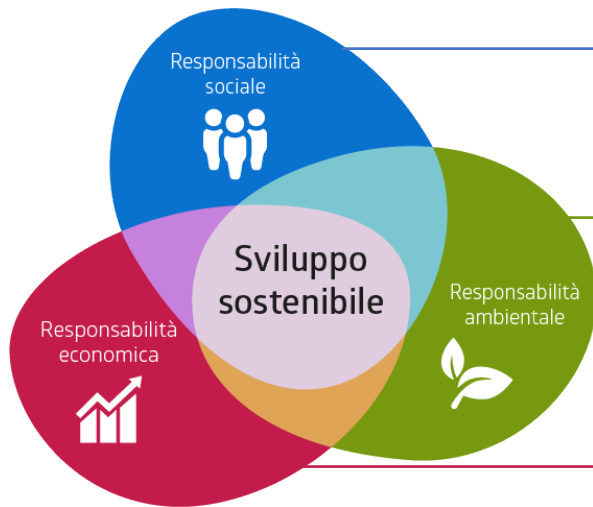 Responsabilità
sociale
Sviluppo
sostenibile
Responsabilità
ambientale
Responsabilità
economica